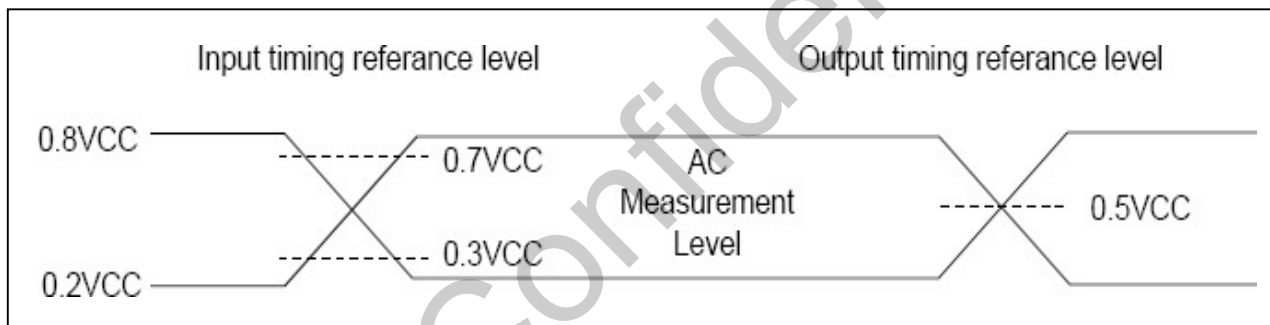 Input timing referance level
Output timing referance level
0.8VCC
0.7VCC
AC
Measurement
Level
0.5VCC
0.3VCC
0.2VCC